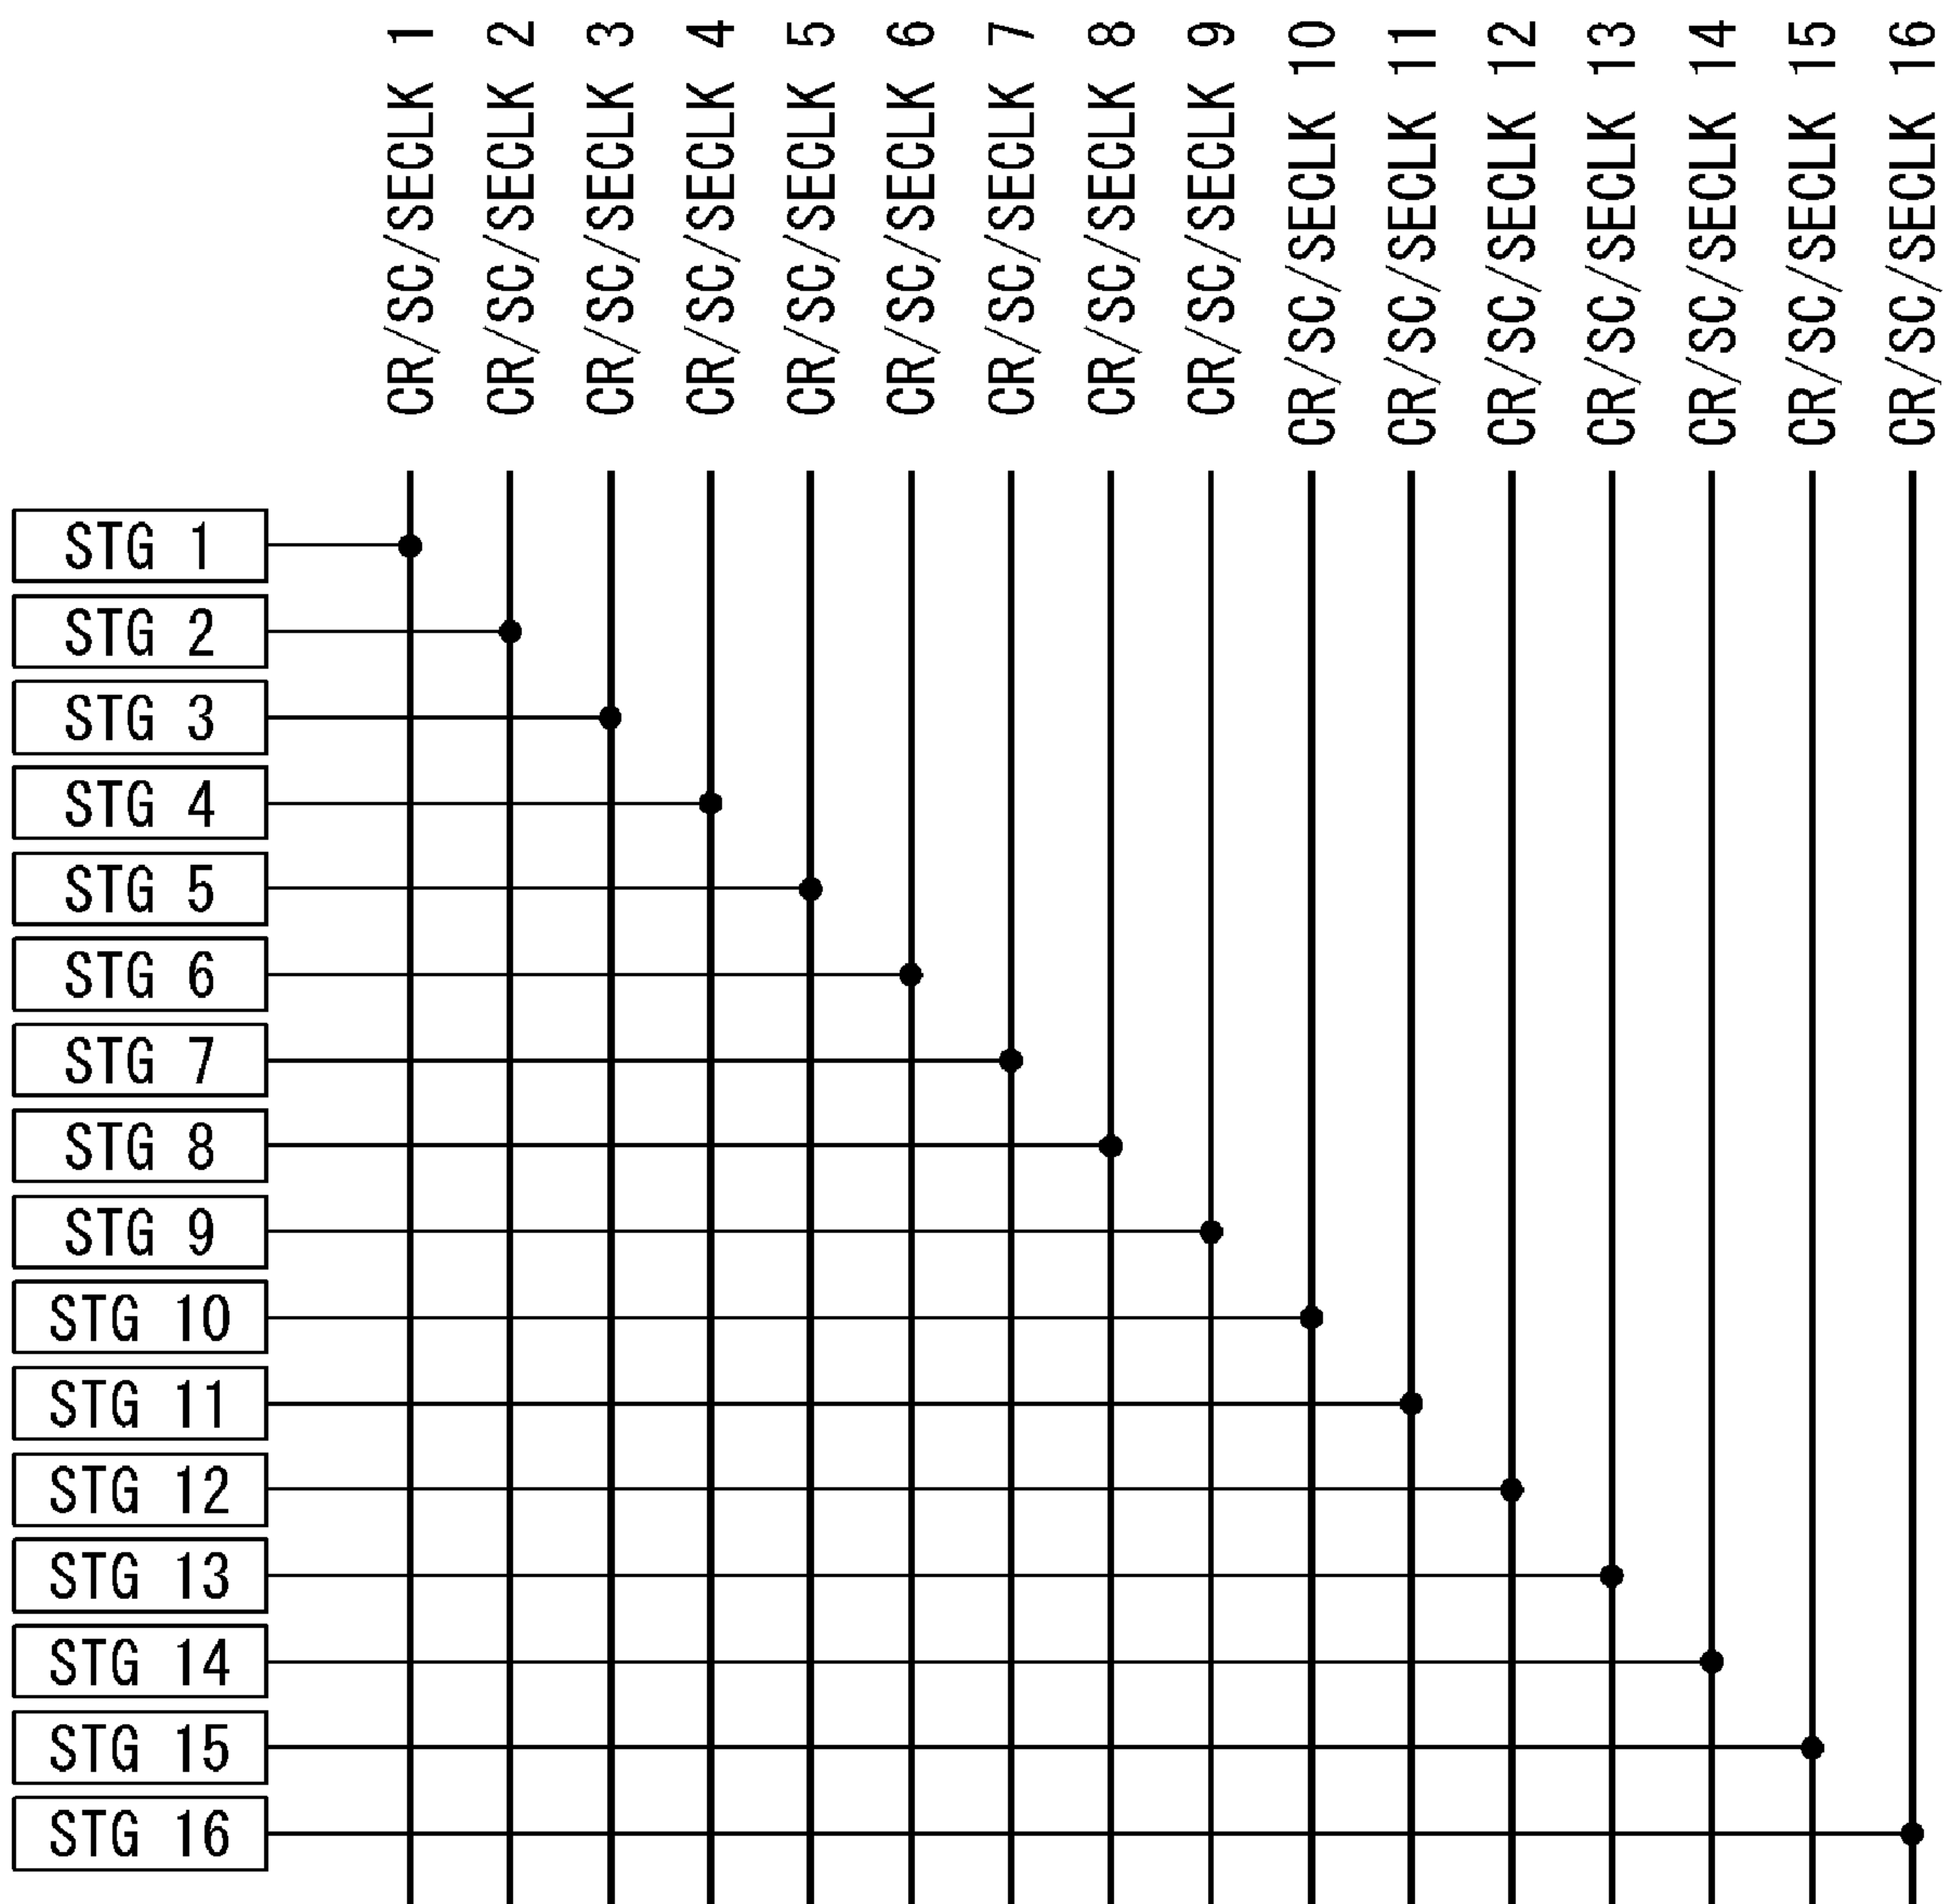 CR/SC/SECLK 1
CR/SC/SECLK 2
CR/SC/SECLK 3
CR/SC/SECLK 4
CR/SC/SECLK 5
CR/SC/SECLK 6
CR/SC/SECLK 7
CR/SC/SECLK 8
CR/SC/SECLK 9
CR/SC/SECLK 10
CR/SC/SECLK 11
CR/SC/SECLK 12
CR/SC/SECLK 13
CR/SC/SECLK 14
CR/SC/SECLK 15
CR/SC/SECLK 16
STG 1
STG 2
STG 3
STG 4
STG 5
STG 6
STG 7
STG 8
STG 9
STG 10
STG 11
STG 12
STG 13
STG 14
STG 15
STG 16